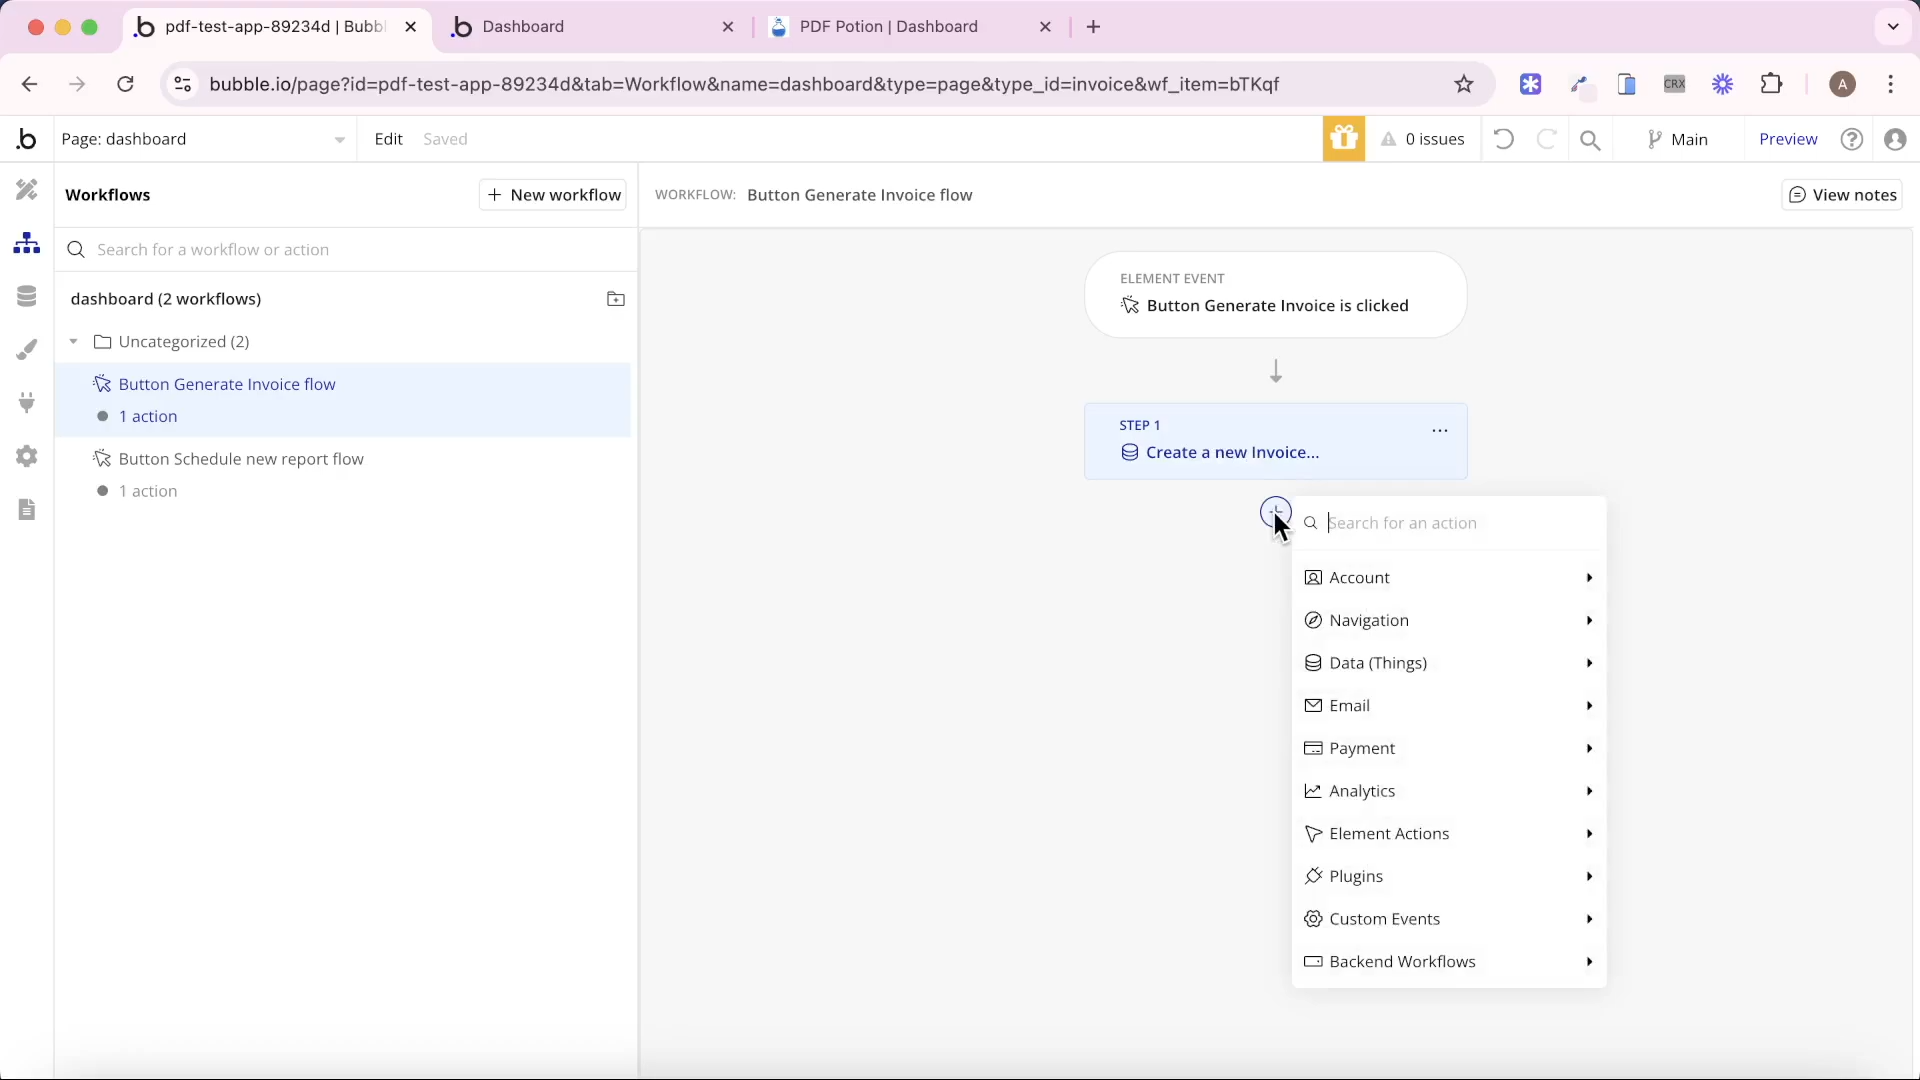 pdf-test-app-89234d | Bubbl
Dashboard
PDF Potion | Dashboard
bubble.io/page?id=pdf-test-app-89234d&tab=Workflow&name=dashboard&type=page&type_id=invoice&wf_item=bTKqf
CRX
A
Page: dashboard
Edit
Saved
0 issues
Main
Preview
Workflows
New workflow
WORKFLOW: Button Generate Invoice flow
View notes
Search for a workflow or action
dashboard (2 workflows)
Uncategorized (2)
Button Generate Invoice flow
1 action
Button Schedule new report flow
1 action
ELEMENT EVENT
Button Generate Invoice is clicked
STEP 1
Create a new Invoice...
Search for an action
Account
Navigation
Data (Things)
Email
Payment
Analytics
Element Actions
Plugins
Custom Events
Backend Workflows